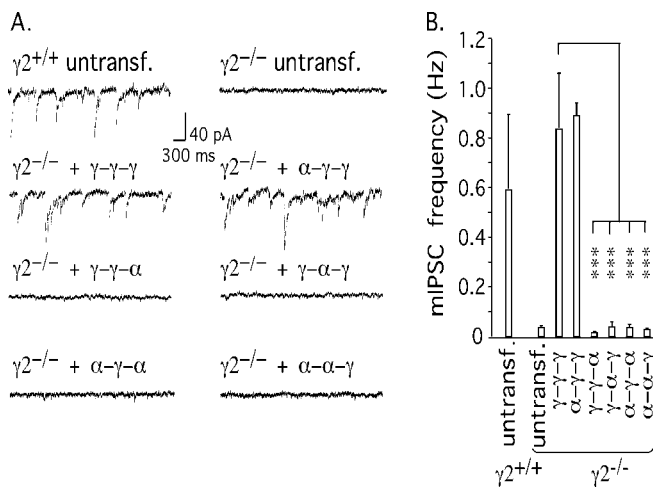 A.
γ2+/+ untransf.
γ2-/- untransf.
40 pA
300 ms
γ2-/- + γ-γ-γ
γ2-/- + α-γ-γ
γ2-/- + γ-γ-α
γ2-/- + γ-α-γ
γ2-/- + α-γ-α
γ2-/- + α-α-γ
B.
mIPSC frequency (Hz)
1.2
1.0
0.8
0.6
0.4
0.2
0
***
***
***
***
untransf.
untransf.
γ-γ-γ
α-γ-γ
γ-γ-α
γ-α-γ
α-γ-α
α-α-γ
γ2+/+
γ2-/-